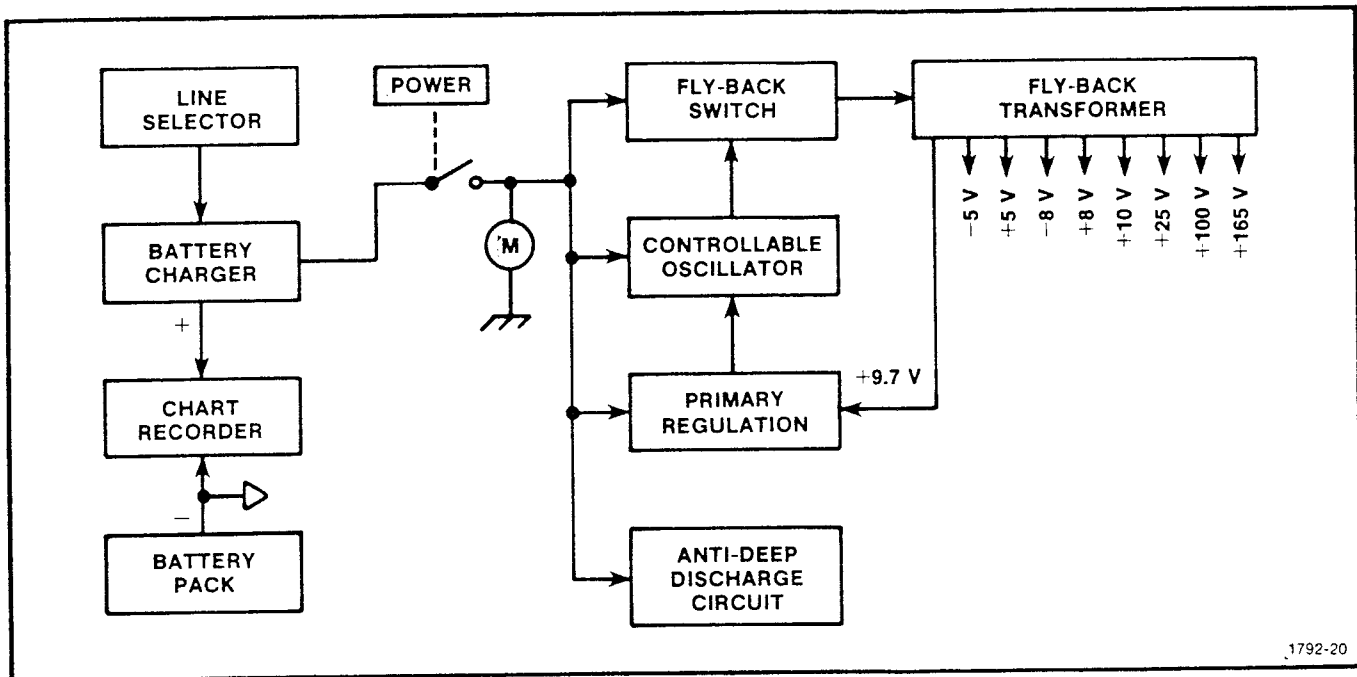 LINE
SELECTOR
POWER
FLY-BACK
SWITCH
FLY-BACK
TRANSFORMER
−5 V
+5 V
−8 V
+8 V
+10 V
+25 V
+100 V
+165 V
BATTERY
CHARGER
M
CONTROLLABLE
OSCILLATOR
+
CHART
RECORDER
PRIMARY
REGULATION
+9.7 V
−
BATTERY
PACK
ANTI-DEEP
DISCHARGE
CIRCUIT
1792-20